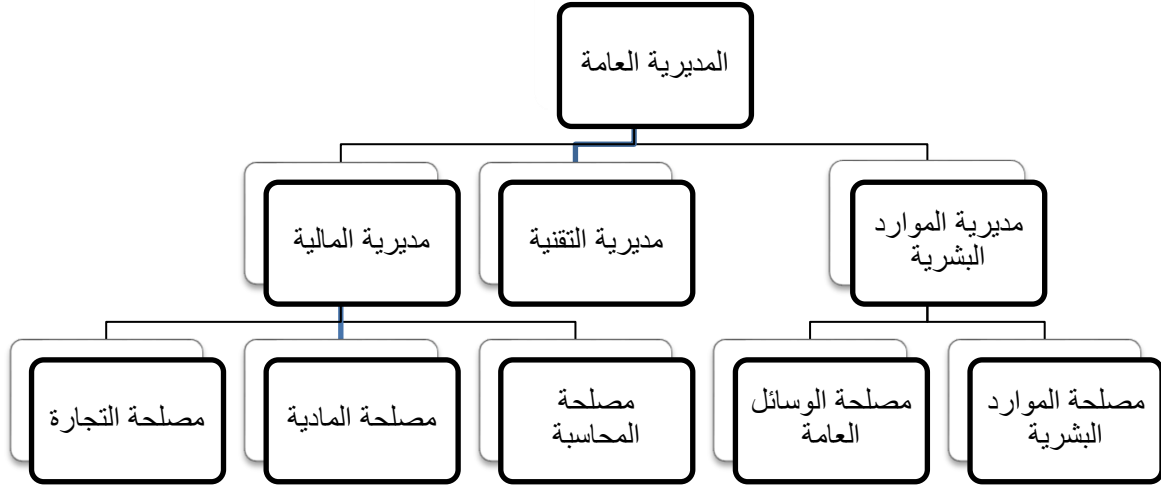 المديرية العامة
مديرية الموارد
البشرية
مديرية التقنية
مديرية المالية
مصلحة الموارد
البشرية
مصلحة الوسائل
العامة
مصلحة
المحاسبة
مصلحة المادية
مصلحة التجارة